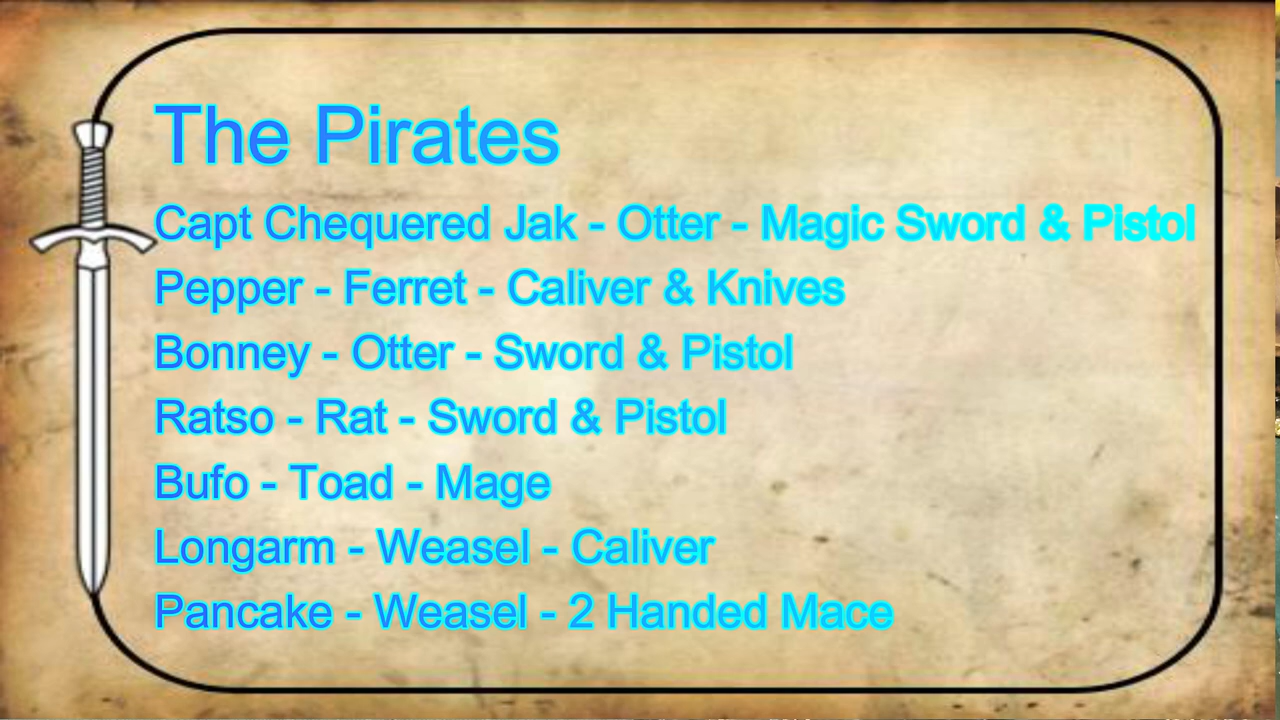 The Pirates
Capt Chequered Jak - Otter - Magic Sword & Pistol
Pepper - Ferret - Caliver & Knives
Bonney - Otter - Sword & Pistol
Ratso - Rat - Sword & Pistol
Bufo - Toad - Mage
Longarm - Weasel - Caliver
Pancake - Weasel - 2 Handed Mace